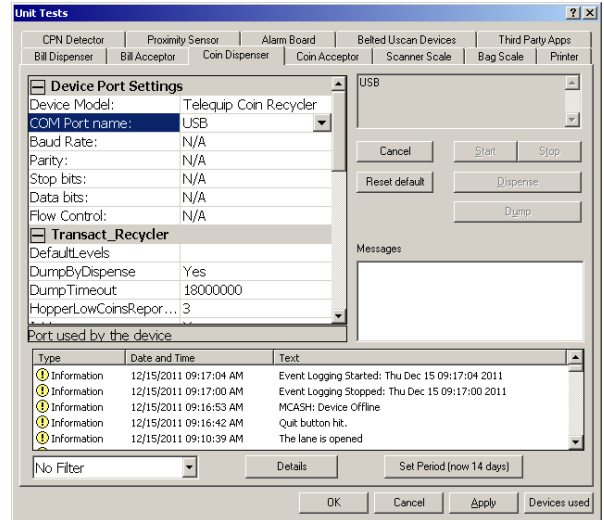 Unit Tests
CPN Detector Proximity Sensor Alarm Board Belted Uscan Devices Third Party Apps
Bill Dispenser Bill Acceptor Coin Dispenser Coin Acceptor Scanner Scale Bag Scale Printer
Device Port Settings
Device Model: Telequip Coin Recycler
COM Port name: USB
Baud Rate: N/A
Parity: N/A
Stop bits: N/A
Data bits: N/A
Flow Control: N/A
Transact_Recycler
DefaultLevels
DumpByDispense Yes
DumpTimeout 18000000
HopperLowCoinsRepor... 3
Port used by the device
USB
Cancel Start Stop
Reset default Dispense
Dump
Messages
Type Date and Time Text
Information 12/15/2011 09:17:04 AM Event Logging Started: Thu Dec 15 09:17:04 2011
Information 12/15/2011 09:17:00 AM Event Logging Stopped: Thu Dec 15 09:17:00 2011
Information 12/15/2011 09:16:53 AM MCASH: Device Offline
Information 12/15/2011 09:16:42 AM Quit button hit.
Information 12/15/2011 09:10:39 AM The lane is opened
No Filter Details Set Period (now 14 days)
OK Cancel Apply Devices used